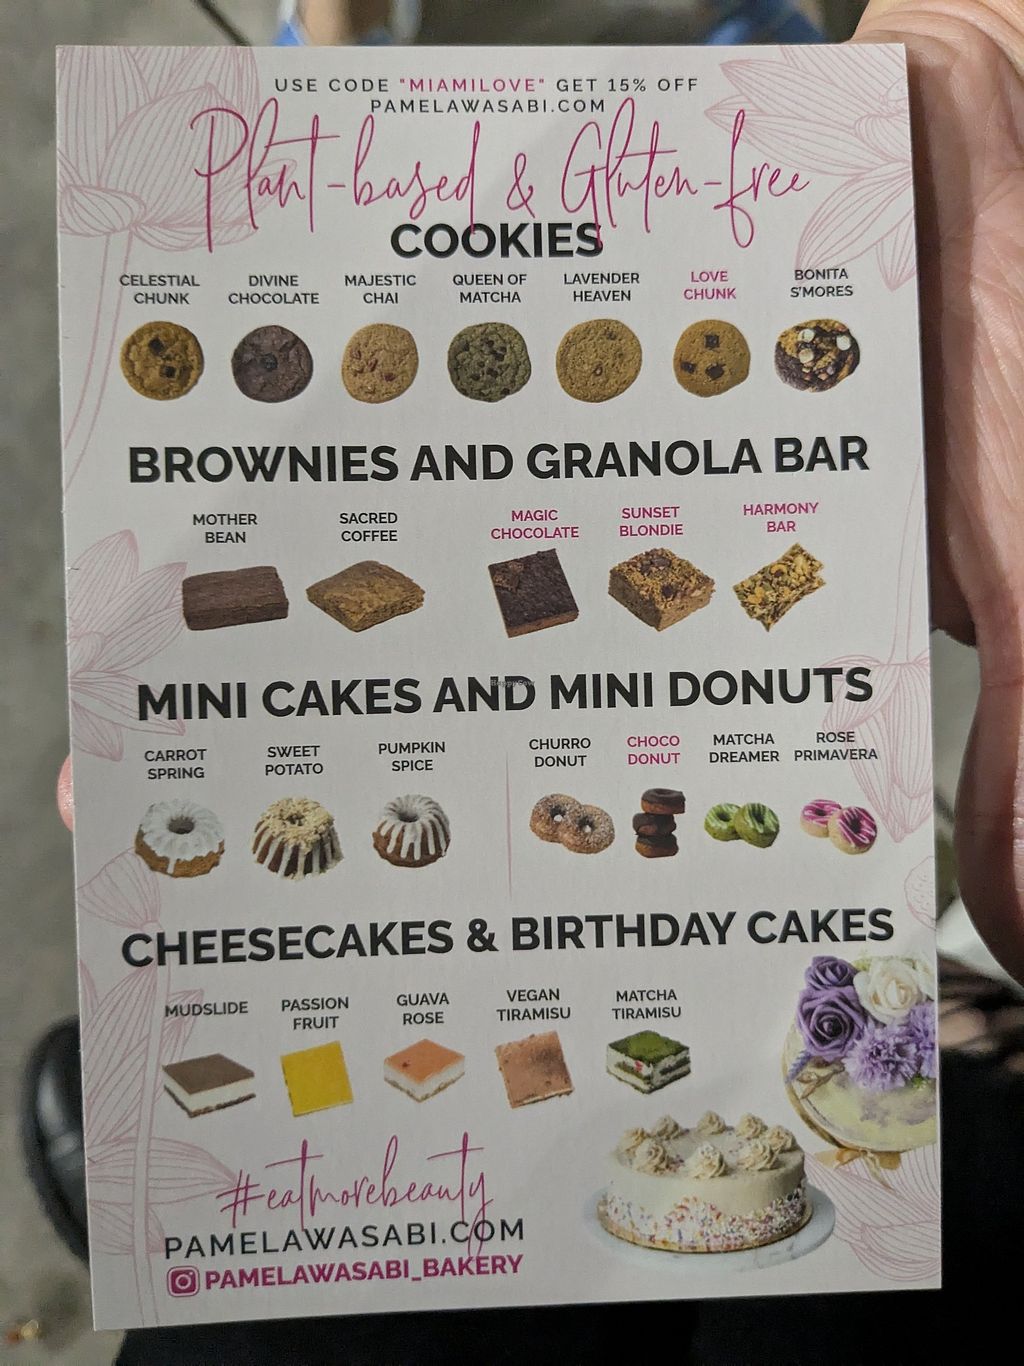 USE CODE "MIAMILOVE" GET 15% OFF
PAMELAWASABI.COM
Plant-based & Gluten-free
COOKIES
CELESTIAL CHUNK
DIVINE CHOCOLATE
MAJESTIC CHAI
QUEEN OF MATCHA
LAVENDER HEAVEN
LOVE CHUNK
BONITA S'MORES
BROWNIES AND GRANOLA BAR
MOTHER BEAN
SACRED COFFEE
MAGIC CHOCOLATE
SUNSET BLONDIE
HARMONY BAR
HappyCow
MINI CAKES AND MINI DONUTS
CARROT SPRING
SWEET POTATO
PUMPKIN SPICE
CHURRO DONUT
CHOCO DONUT
MATCHA DREAMER
ROSE PRIMAVERA
CHEESECAKES & BIRTHDAY CAKES
MUDSLIDE
PASSION FRUIT
GUAVA ROSE
VEGAN TIRAMISU
MATCHA TIRAMISU
#eatmorebeauty
PAMELAWASABI.COM
PAMELAWASABI_BAKERY